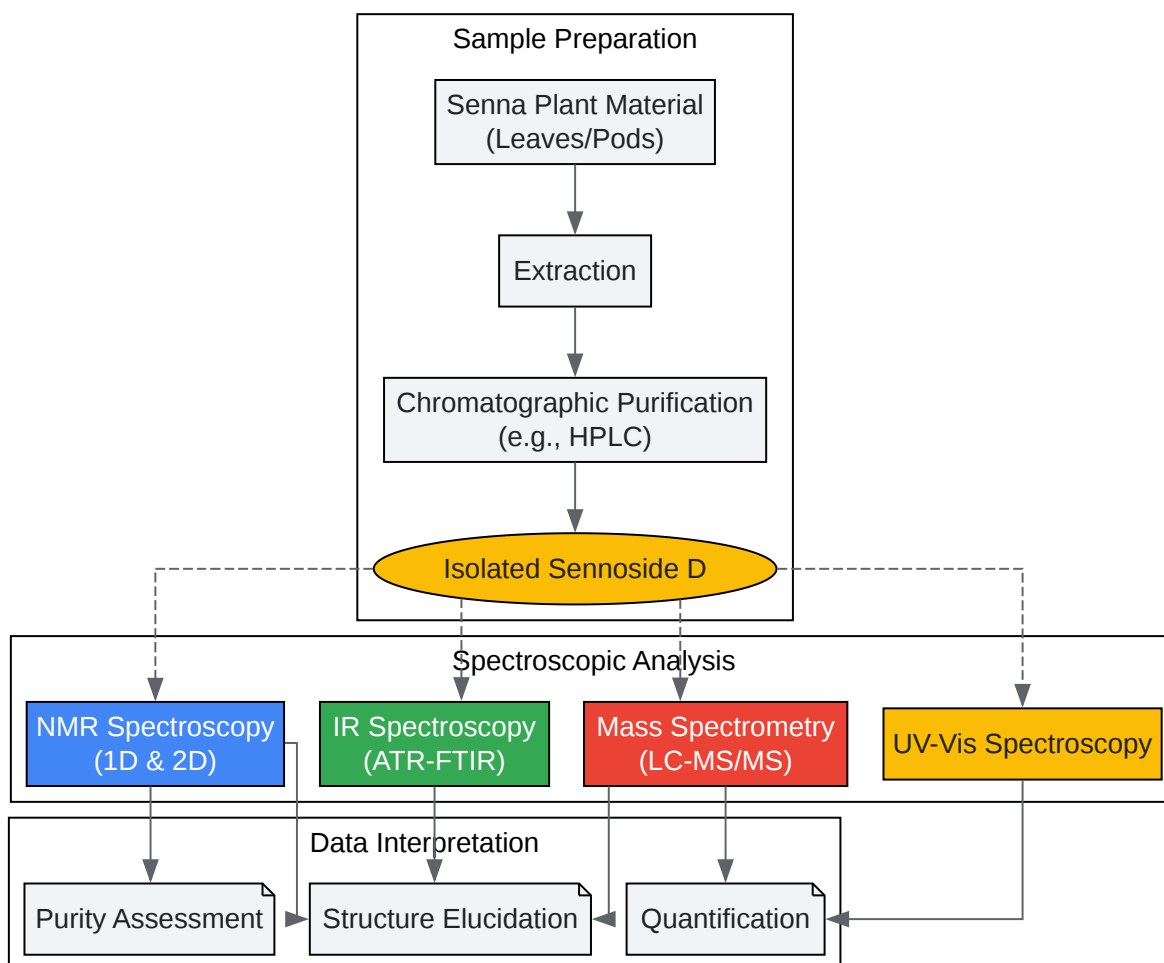 Sample Preparation
Senna Plant Material
(Leaves/Pods)
Extraction
Chromatographic Purification
(e.g., HPLC)
Isolated Sennoside D
Spectroscopic Analysis
NMR Spectroscopy
(1D & 2D)
IR Spectroscopy
(ATR-FTIR)
Mass Spectrometry
(LC-MS/MS)
UV-Vis Spectroscopy
Data Interpretation
Purity Assessment
Structure Elucidation
Quantification